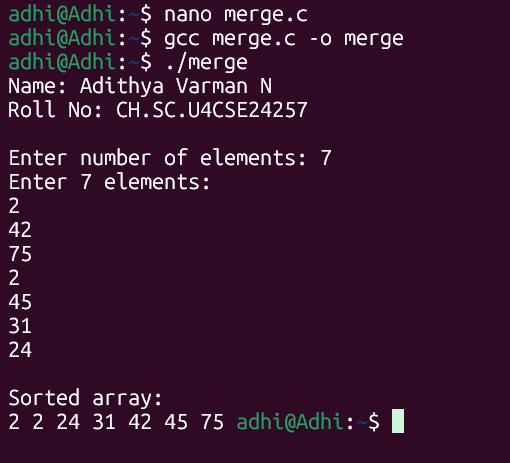 adhi@Adhi:~$ nano merge.c
adhi@Adhi:~$ gcc merge.c -o merge
adhi@Adhi:~$ ./merge
Name: Adithya Varman N
Roll No: CH.SC.U4CSE24257
Enter number of elements: 7
Enter 7 elements:
2
42
75
2
45
31
24
Sorted array:
2 2 24 31 42 45 75 adhi@Adhi:~$